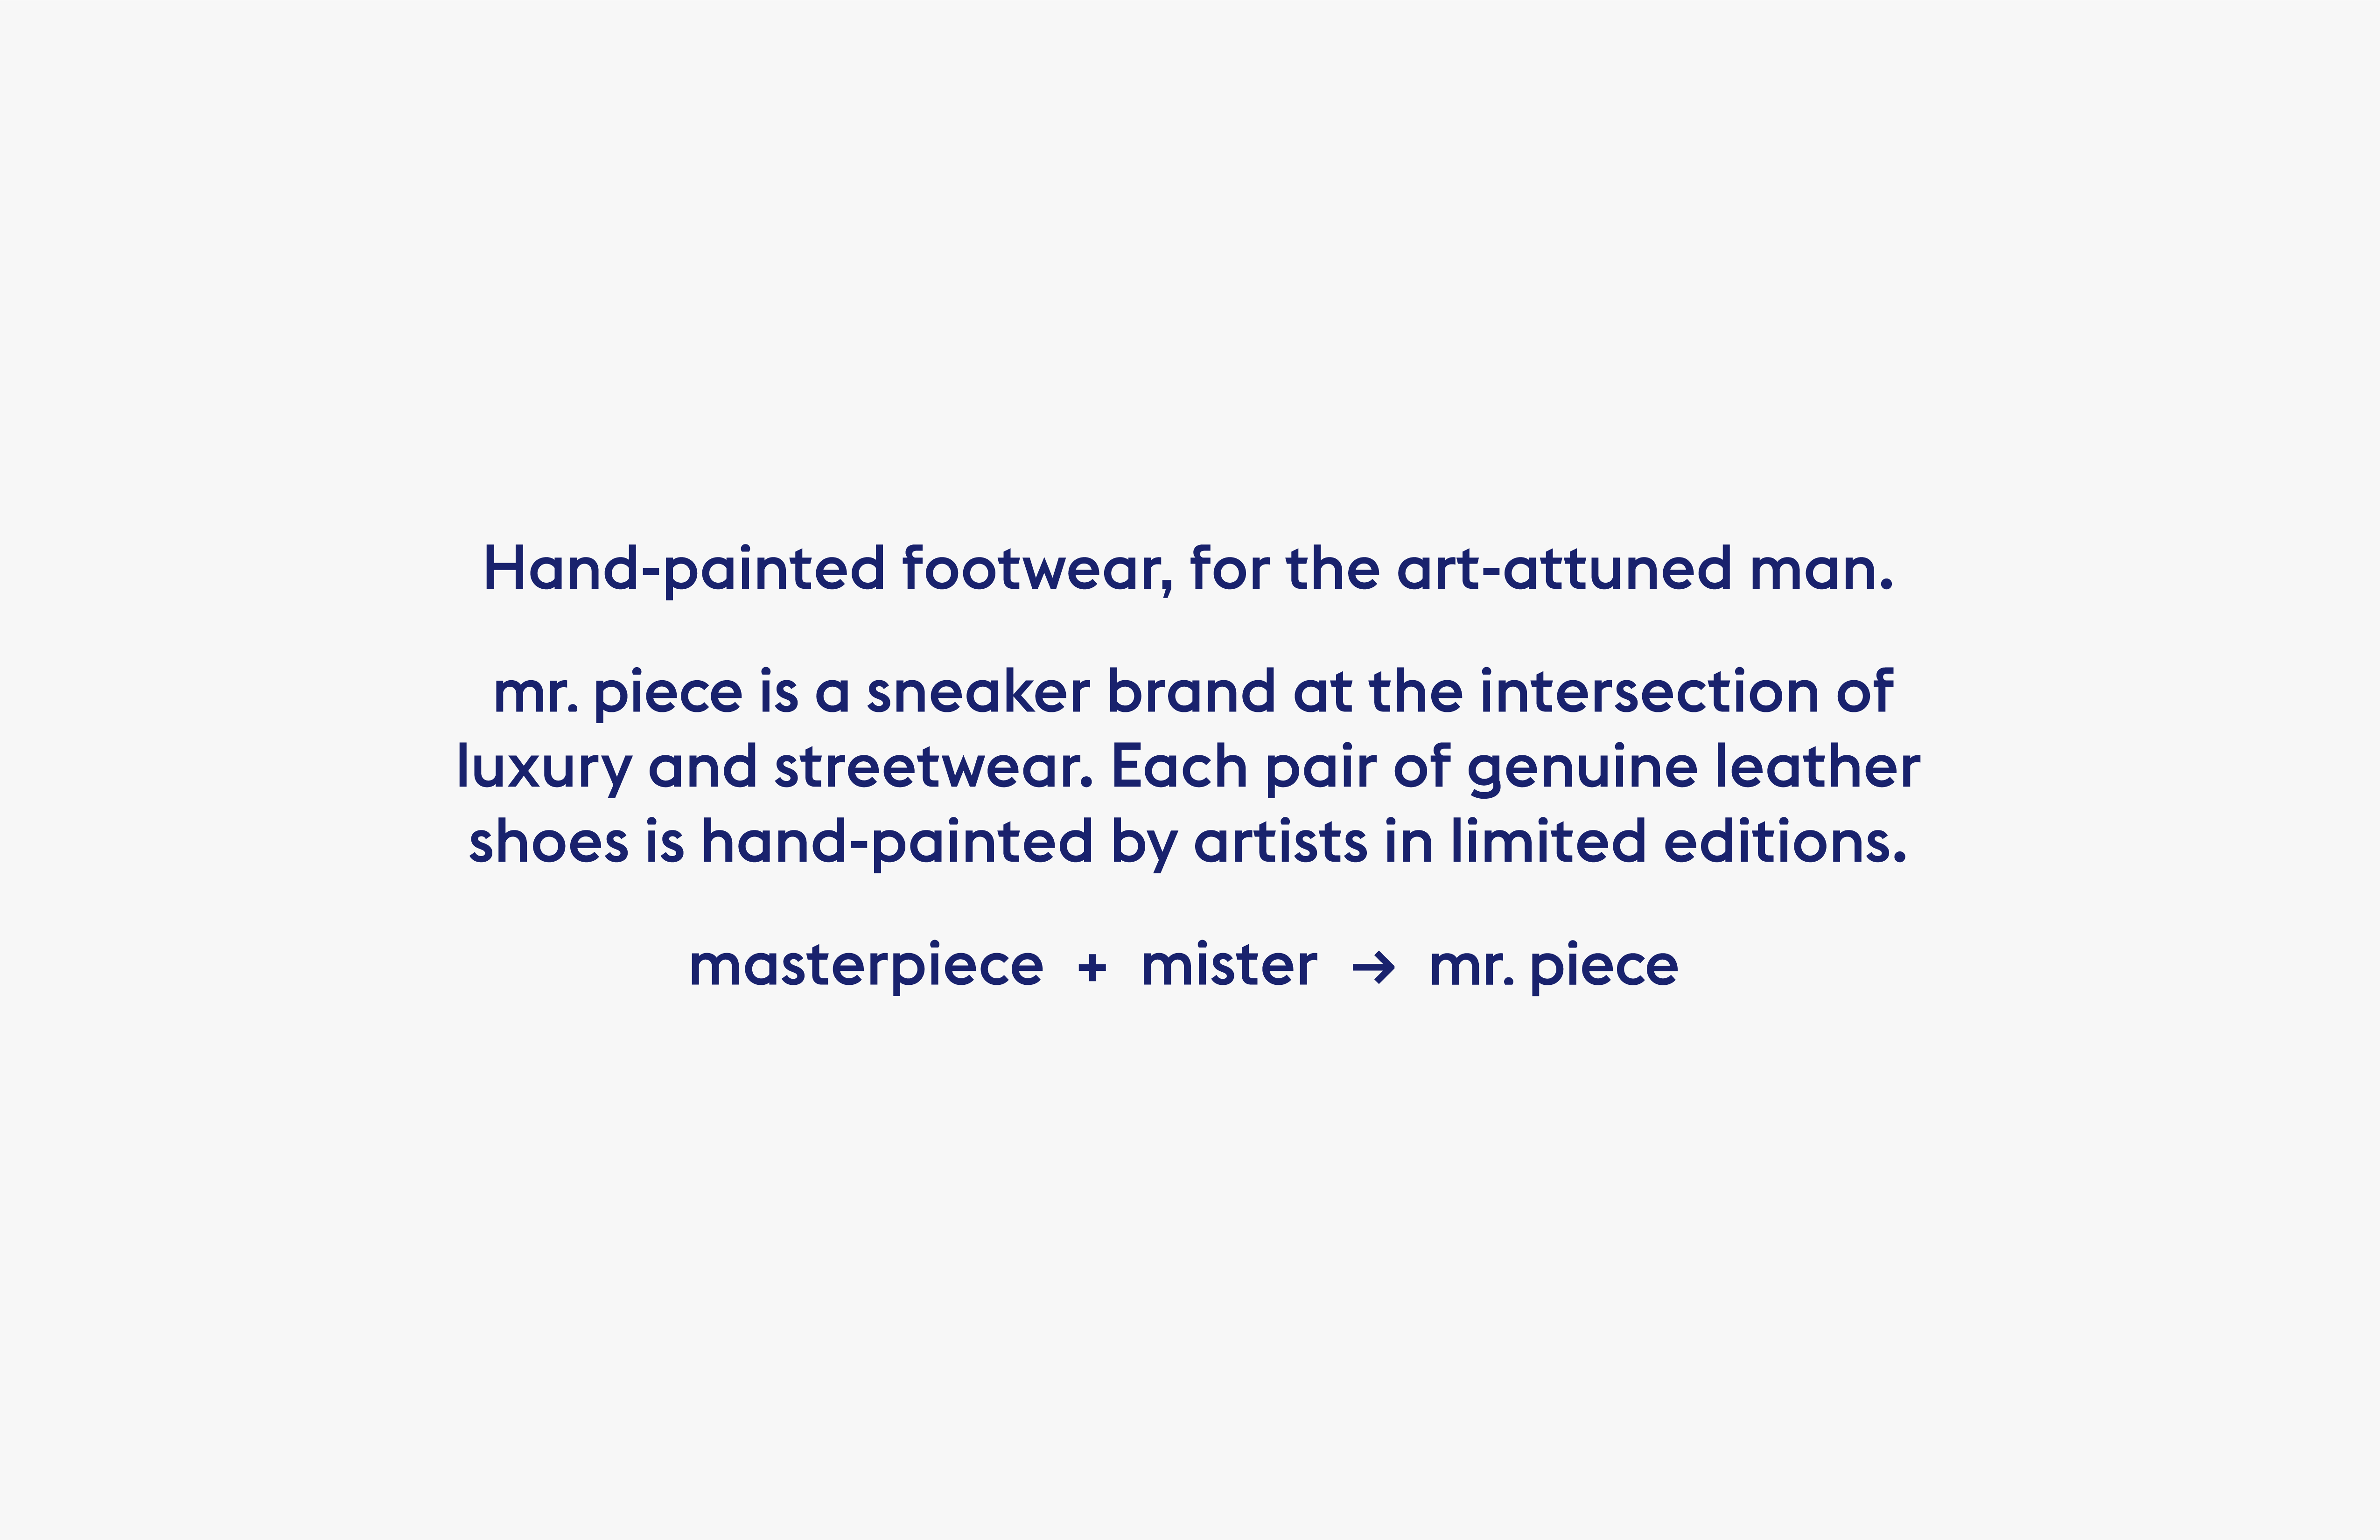 Hand-painted footwear, for the art-attuned man.
mr. piece is a sneaker brand at the intersection of
luxury and streetwear. Each pair of genuine leather
shoes is hand-painted by artists in limited editions.
masterpiece + mister → mr. piece